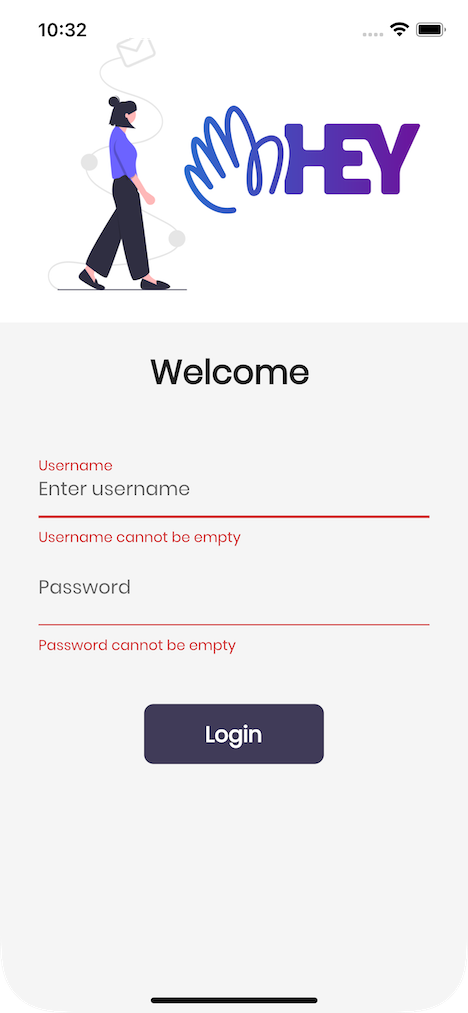 10:32
HEY
Welcome
Username
Enter username
Username cannot be empty
Password
Password cannot be empty
Login